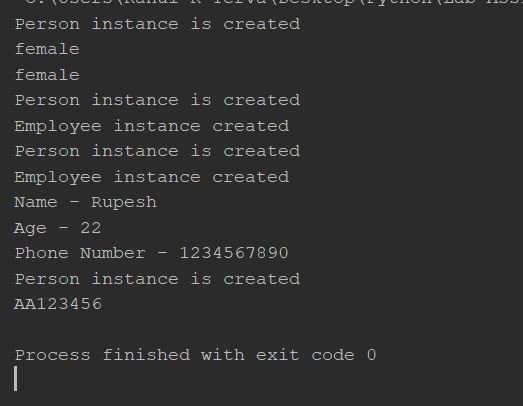 Person instance is created
female
female
Person instance is created
Employee instance created
Person instance is created
Employee instance created
Name - Rupesh
Age - 22
Phone Number - 1234567890
Person instance is created
AA123456
Process finished with exit code 0